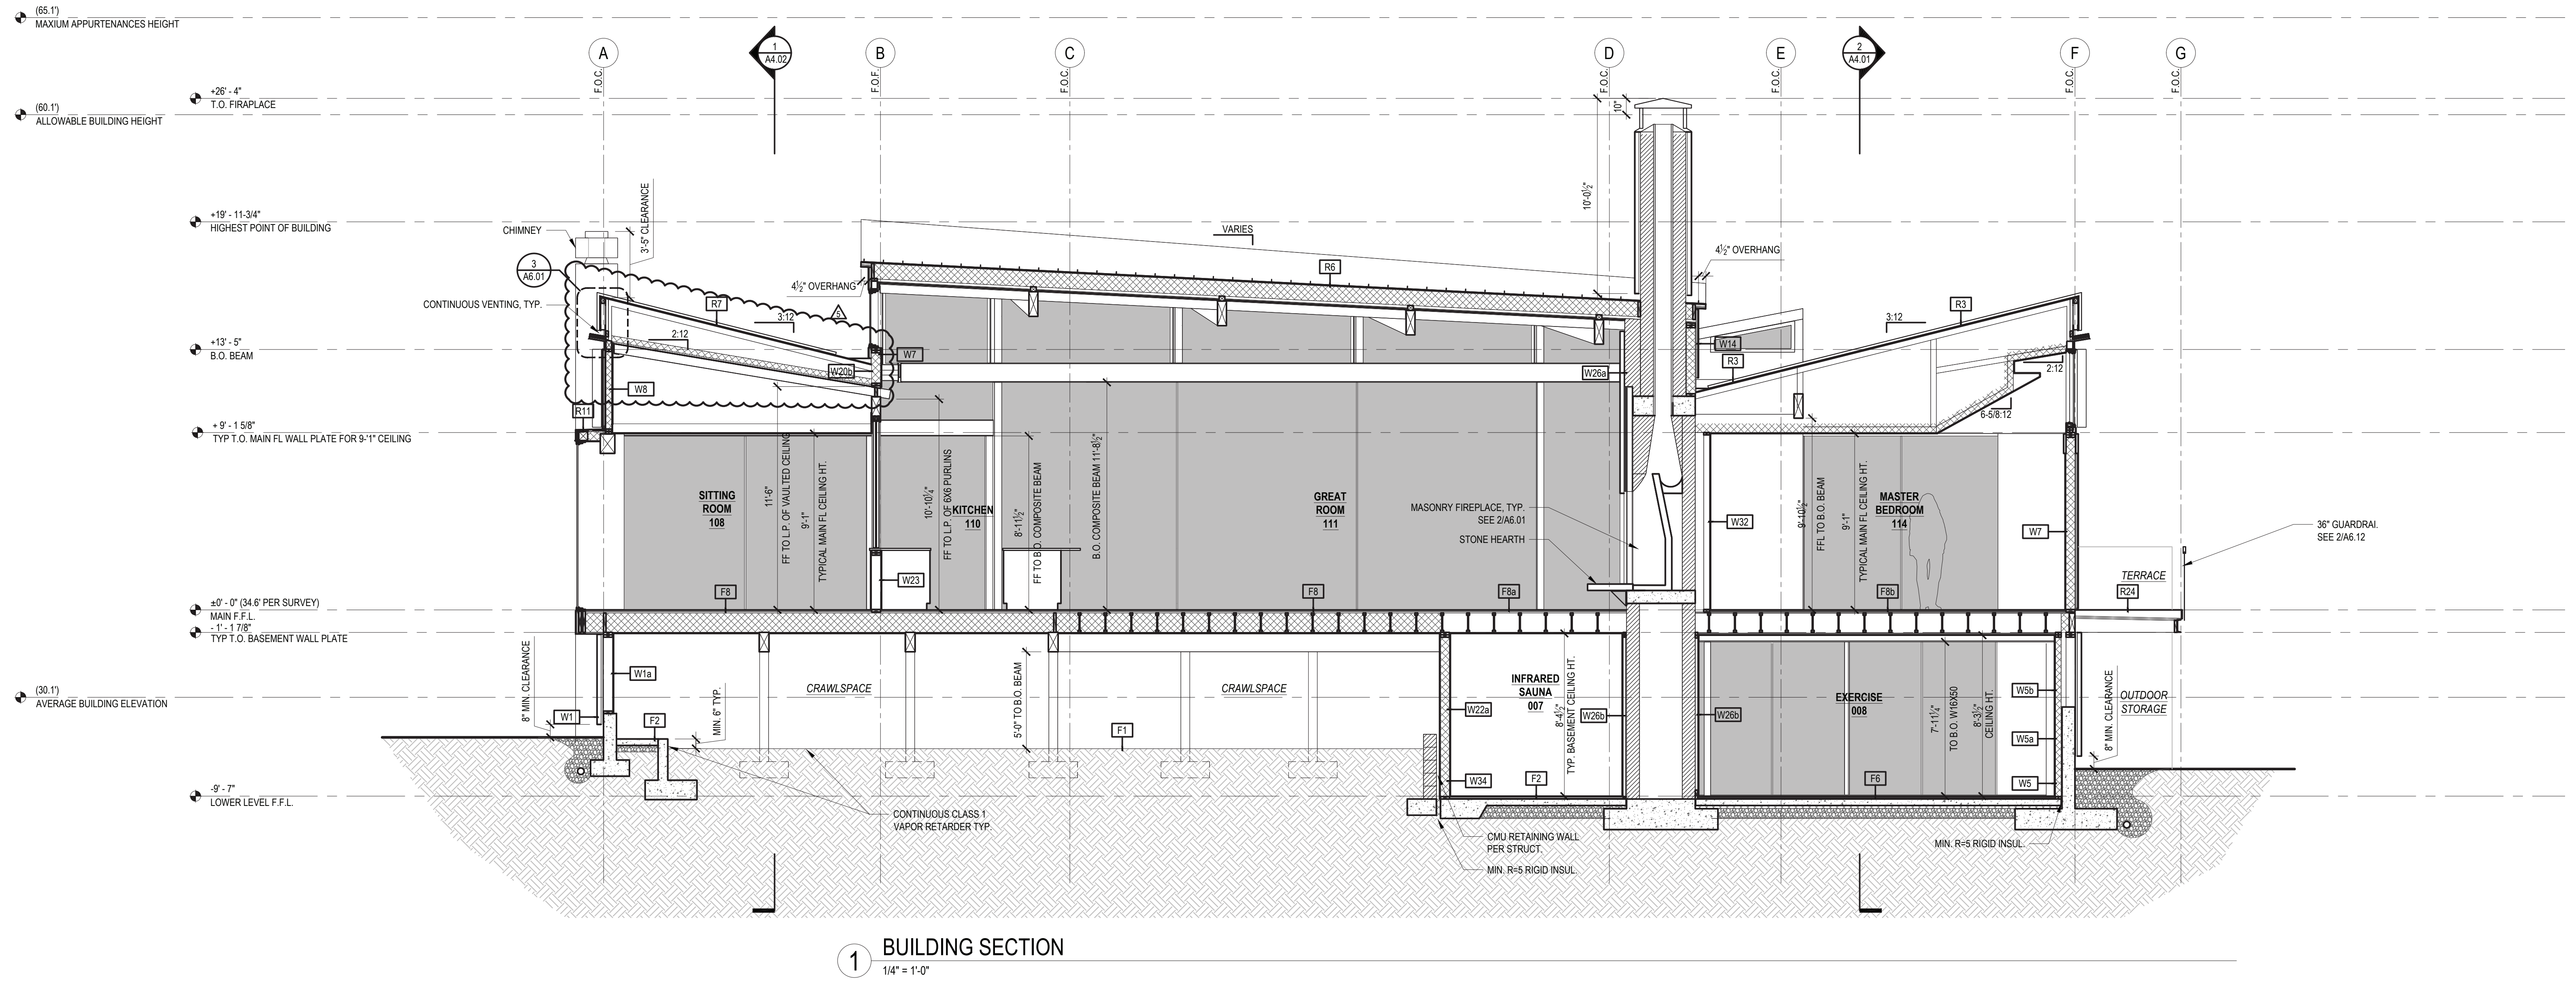 (65.1')
MAXIUM APPURTENANCES HEIGHT
+26' - 4"
T.O. FIRAPLACE
(60.1')
ALLOWABLE BUILDING HEIGHT
+19' - 11-3/4"
HIGHEST POINT OF BUILDING
+13' - 5"
B.O. BEAM
+ 9' - 1 5/8"
TYP T.O. MAIN FL WALL PLATE FOR 9-'1" CEILING
±0' - 0" (34.6' PER SURVEY)
MAIN F.F.L.
- 1' - 1 7/8"
TYP T.O. BASEMENT WALL PLATE
(30.1')
AVERAGE BUILDING ELEVATION
-9' - 7"
LOWER LEVEL F.F.L.
A
F.O.C.
1
A4.02
B
F.O.F.
C
F.O.C.
D
F.O.C.
E
F.O.C.
2
A4.01
F
F.O.C.
G
F.O.C.
10"
10'-0½"
3'-5" CLEARANCE
CHIMNEY
3
A6.01
CONTINUOUS VENTING, TYP.
VARIES
4½" OVERHANG
4½" OVERHANG
R6
R7
3:12
5
2:12
W7
W20b
W8
R11
W26a
W14
R3
R3
3:12
2:12
6-5/8:12
SITTING
ROOM
108
11'-6"
FF TO L.P. OF VAULTED CEILING
9'-1"
TYPICAL MAIN FL CEILING HT.
10'-10¼"
FF TO L.P. OF 6X6 PURLINS
KITCHEN
110
8'-11½"
FF TO B.O. COMPOSITE BEAM
B.O. COMPOSITE BEAM 11'-8½"
GREAT
ROOM
111
MASONRY FIREPLACE, TYP.
SEE 2/A6.01
STONE HEARTH
W32
9'-10½"
FFL TO B.O. BEAM
9'-1"
TYPICAL MAIN FL CEILING HT.
MASTER
BEDROOM
114
W7
36" GUARDRAI.
SEE 2/A6.12
TERRACE
R24
W23
F8
F8
F8a
F8b
8" MIN. CLEARANCE
W1a
W1
F2
MIN. 6" TYP.
CRAWLSPACE
5'-0" TO B.O. BEAM
F1
CRAWLSPACE
W22a
W34
INFRARED
SAUNA
007
8'-4½"
TYP. BASEMENT CEILING HT.
F2
W26b
W26b
EXERCISE
008
F6
7'-11¼"
TO B.O. W16X50
8'-3½"
CEILING HT.
W5b
W5a
W5
8" MIN. CLEARANCE
OUTDOOR
STORAGE
CONTINUOUS CLASS 1
VAPOR RETARDER TYP.
CMU RETAINING WALL
PER STRUCT.
MIN. R=5 RIGID INSUL.
MIN. R=5 RIGID INSUL.
1
BUILDING SECTION
1/4" = 1'-0"